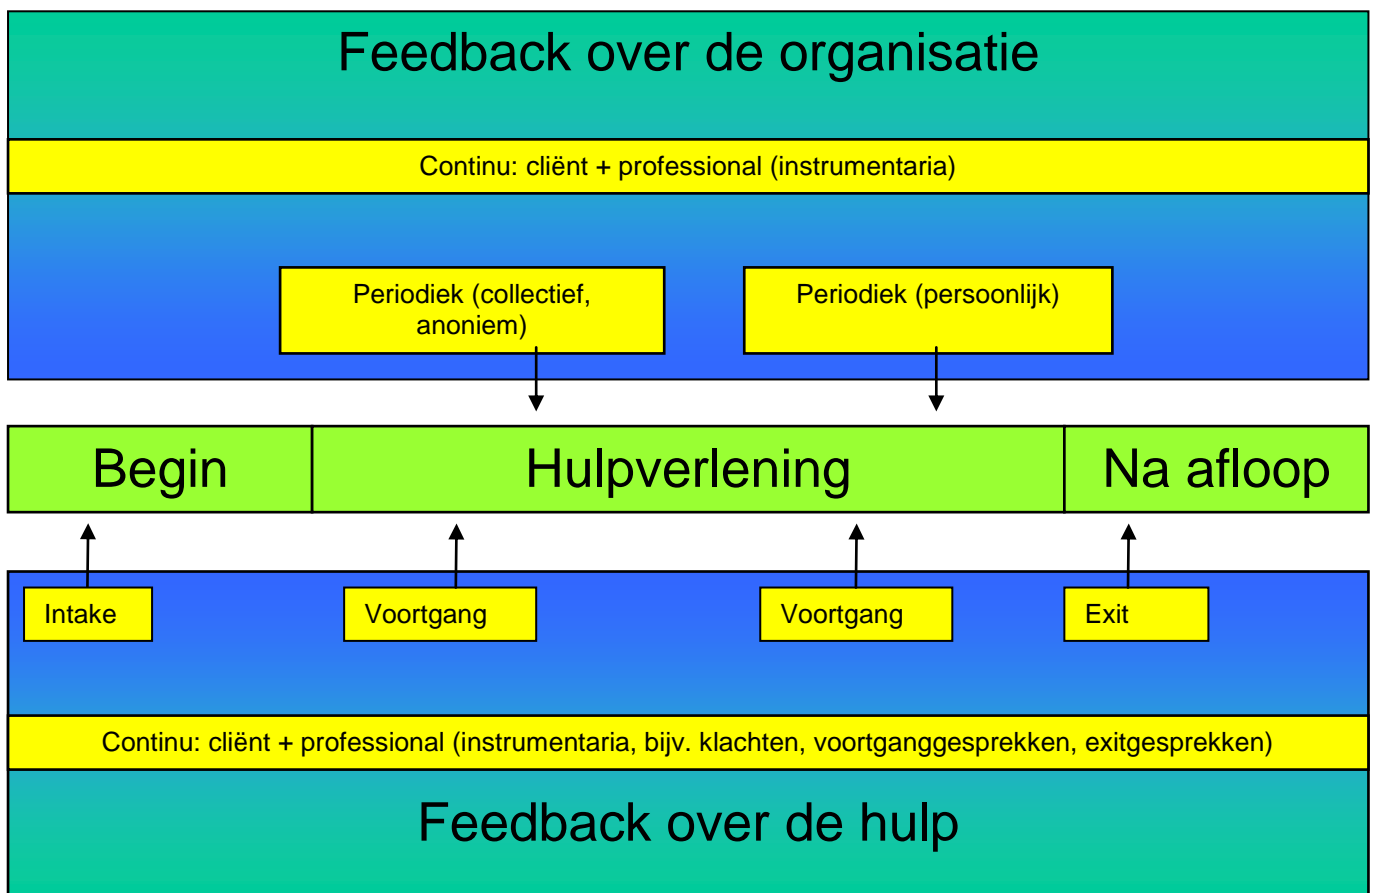 Feedback over de organisatie
Continu: cliënt + professional (instrumentaria)
Periodiek (collectief,
anoniem)
Periodiek (persoonlijk)
Begin
Hulpverlening
Na afloop
Intake
Voortgang
Voortgang
Exit
Continu: cliënt + professional (instrumentaria, bijv. klachten, voortganggesprekken, exitgesprekken)
Feedback over de hulp